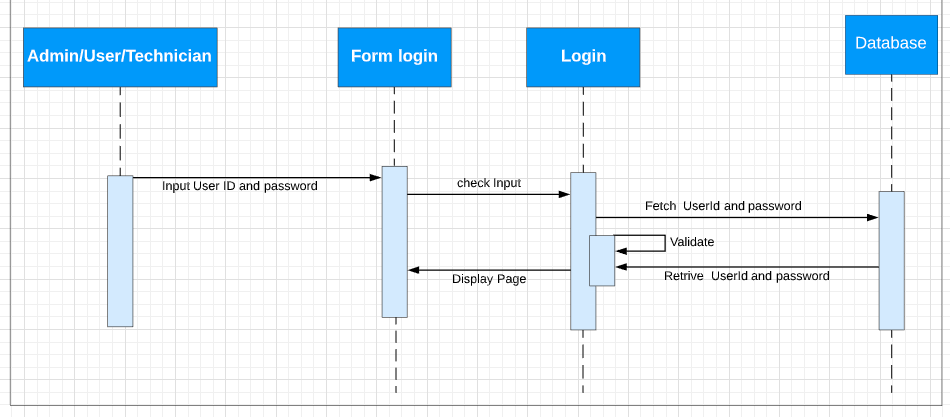 Admin/User/Technician
Form login
Login
Database
Input User ID and password
check Input
Fetch UserId and password
Validate
Retrive UserId and password
Display Page